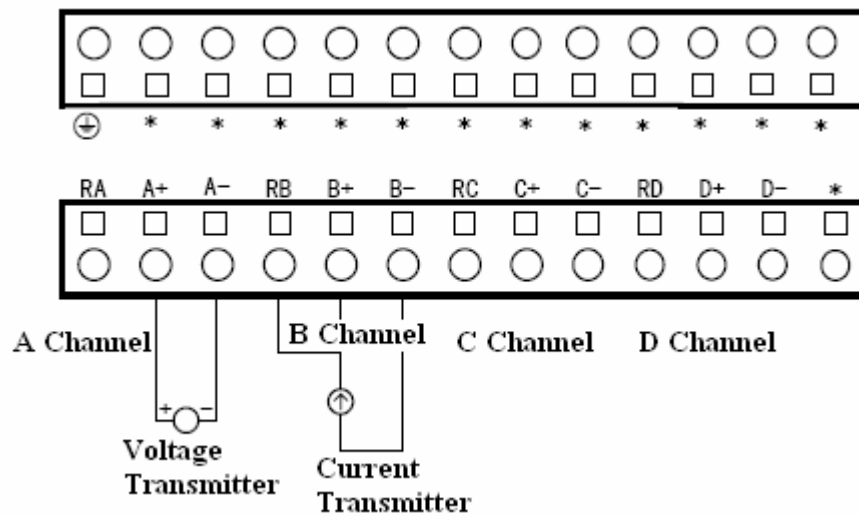 * * * * * * * * * * * *
RA A+ A- RB B+ B- RC C+ C- RD D+ D- *
A Channel B Channel C Channel D Channel
+ -
Voltage
Transmitter
Current
Transmitter